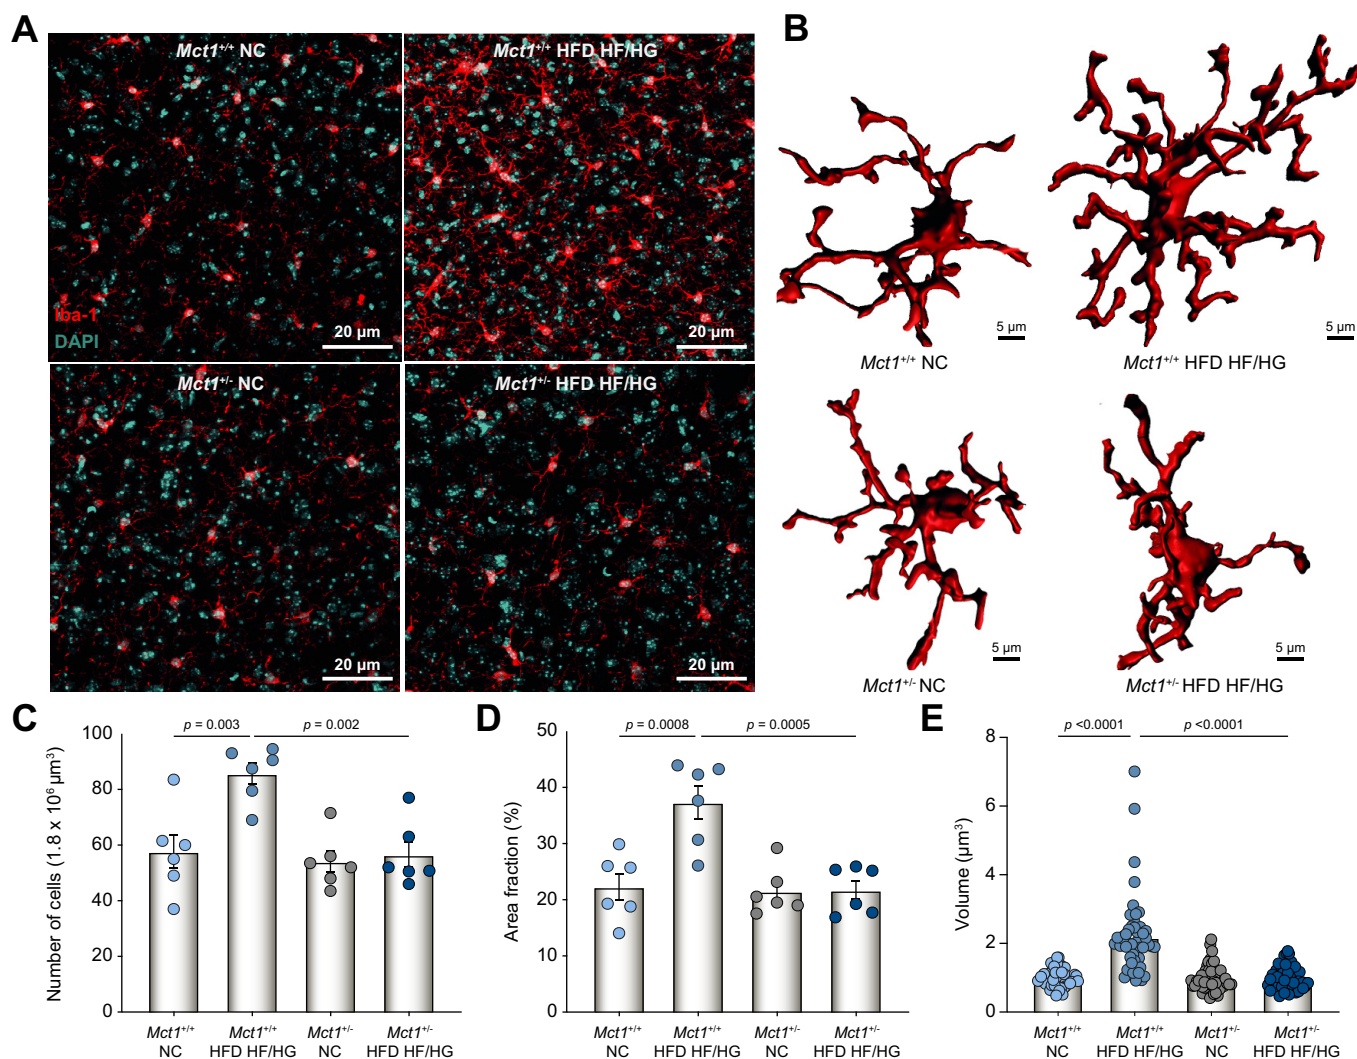 A
B
Mct1+/+ NC
Mct1+/+ HFD HF/HG
Iba-1
DAPI
20 µm
20 µm
Mct1+/- NC
Mct1+/- HFD HF/HG
20 µm
20 µm
5 µm
5 µm
Mct1+/+ NC
Mct1+/+ HFD HF/HG
5 µm
5 µm
Mct1+/- NC
Mct1+/- HFD HF/HG
C
p = 0.003
p = 0.002
Number of cells (1.8 x 10⁶ µm³)
100
80
60
40
20
0
Mct1+/+
NC
Mct1+/+
HFD HF/HG
Mct1+/-
NC
Mct1+/-
HFD HF/HG
D
p = 0.0008
p = 0.0005
Area fraction (%)
50
40
30
20
10
0
Mct1+/+
NC
Mct1+/+
HFD HF/HG
Mct1+/-
NC
Mct1+/-
HFD HF/HG
E
p <0.0001
p <0.0001
Volume (µm³)
8
6
4
2
0
Mct1+/+
NC
Mct1+/+
HFD HF/HG
Mct1+/-
NC
Mct1+/-
HFD HF/HG